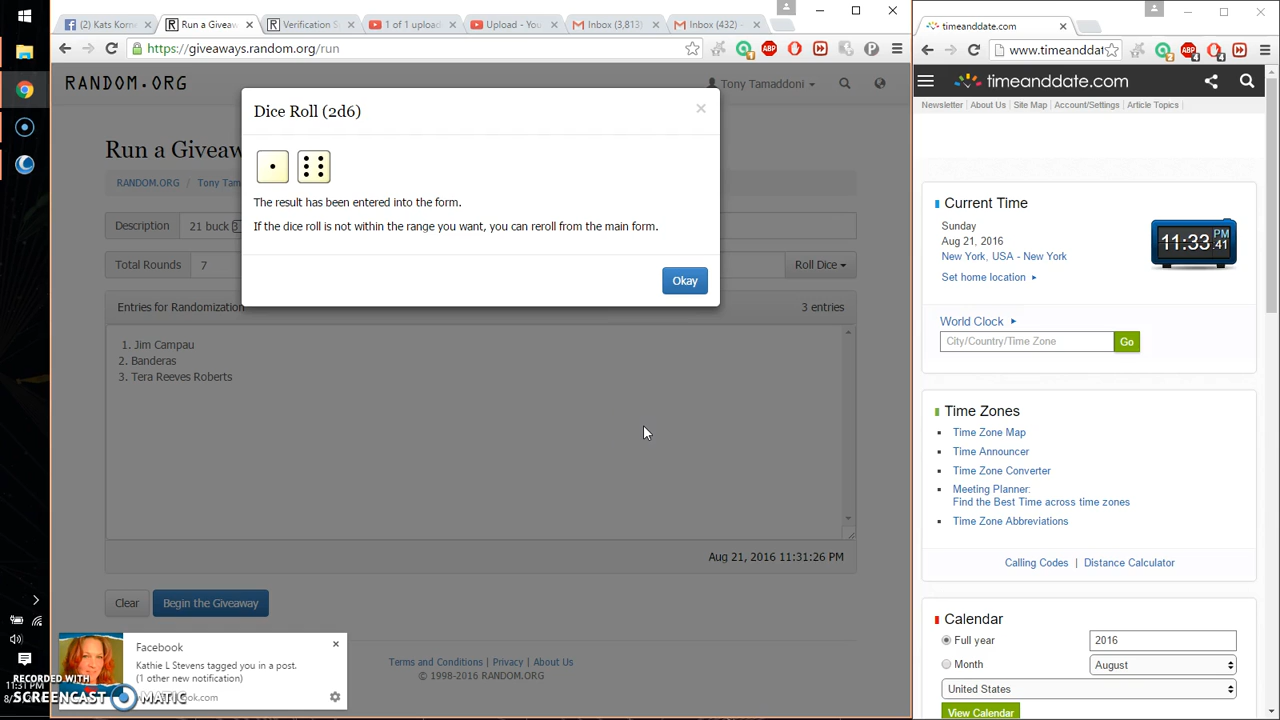 (2) Kats Korne
Run a Giveaw
Verification S
1 of 1 upload
Upload - You
Inbox (3,813)
Inbox (432) -
https://giveaways.random.org/run
RANDOM.ORG
Tony Tamaddoni
Dice Roll (2d6)
×
Run a Giveaw
RANDOM.ORG
Tony Tam
The result has been entered into the form.
Description
21 buck
If the dice roll is not within the range you want, you can reroll from the main form.
Total Rounds
7
Roll Dice
Okay
Entries for Randomization
3 entries
1. Jim Campau
2. Banderas
3. Tera Reeves Roberts
Aug 21, 2016 11:31:26 PM
Clear
Begin the Giveaway
Terms and Conditions | Privacy | About Us
© 1998-2016 RANDOM.ORG
Facebook
Kathie L Stevens tagged you in a post.
(1 other new notification)
RECORDED WITH
SCREENCAST MATIC
timeanddate.com
www.timeanddat
timeanddate.com
Newsletter About Us Site Map Account/Settings Article Topics
Current Time
Sunday
Aug 21, 2016
New York, USA - New York
Set home location
11:33 PM .41
World Clock
City/Country/Time Zone
Go
Time Zones
Time Zone Map
Time Announcer
Time Zone Converter
Meeting Planner:
Find the Best Time across time zones
Time Zone Abbreviations
Calling Codes | Distance Calculator
Calendar
Full year
2016
Month
August
United States
View Calendar